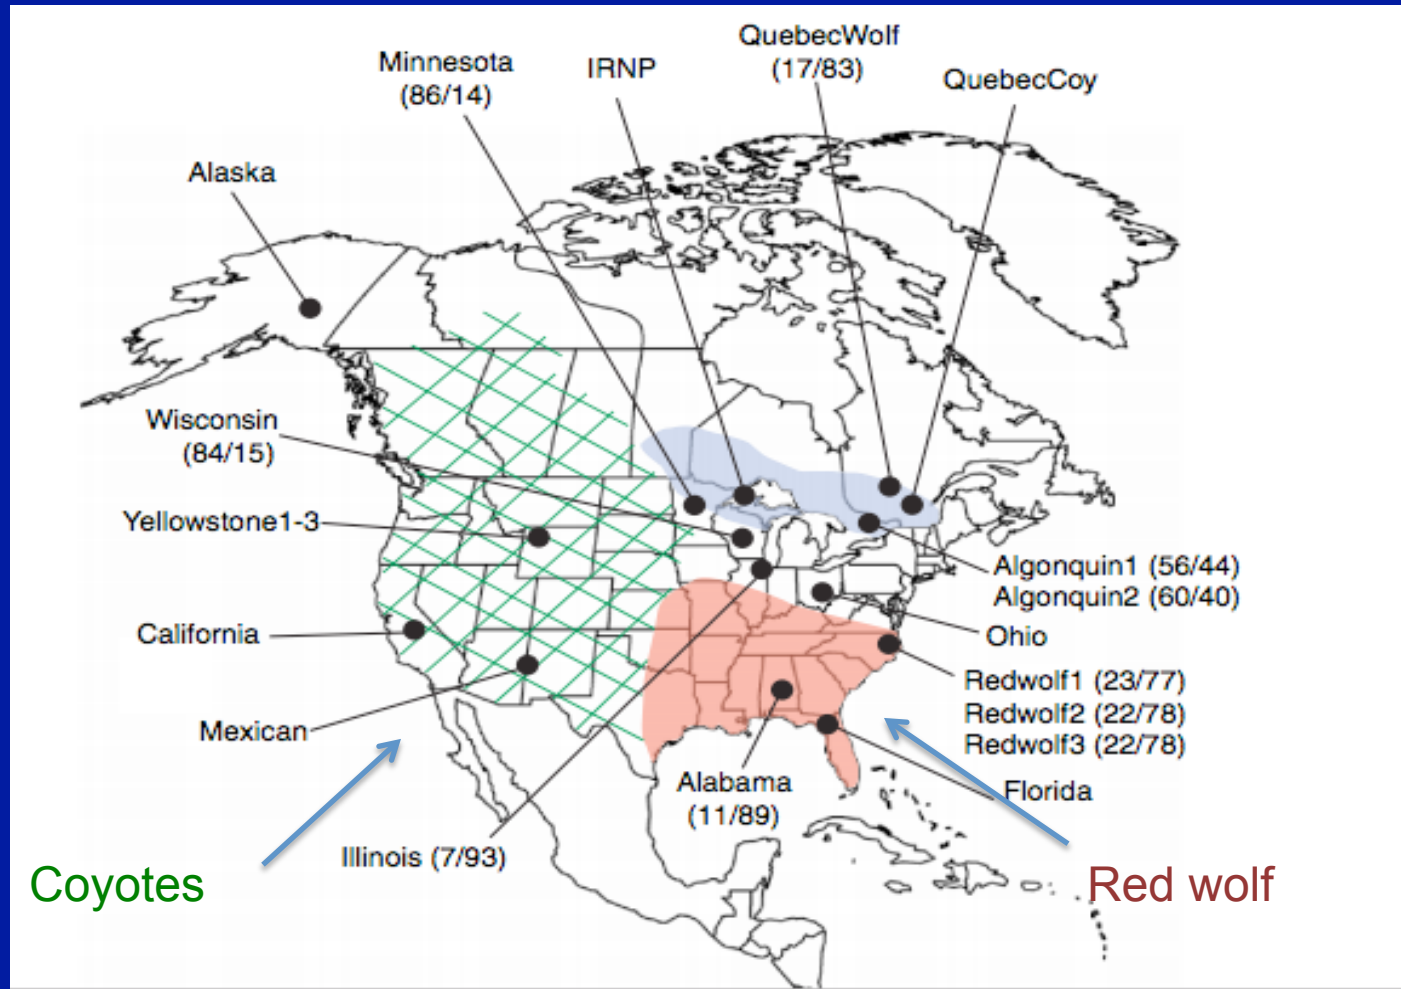 QuebecWolf
(17/83)
Minnesota
(86/14)
IRNP
QuebecCoy
Alaska
Wisconsin
(84/15)
Yellowstone1-3
Algonquin1 (56/44)
Algonquin2 (60/40)
California
Ohio
Redwolf1 (23/77)
Redwolf2 (22/78)
Redwolf3 (22/78)
Mexican
Alabama
(11/89)
Florida
Illinois (7/93)
Coyotes
Red wolf